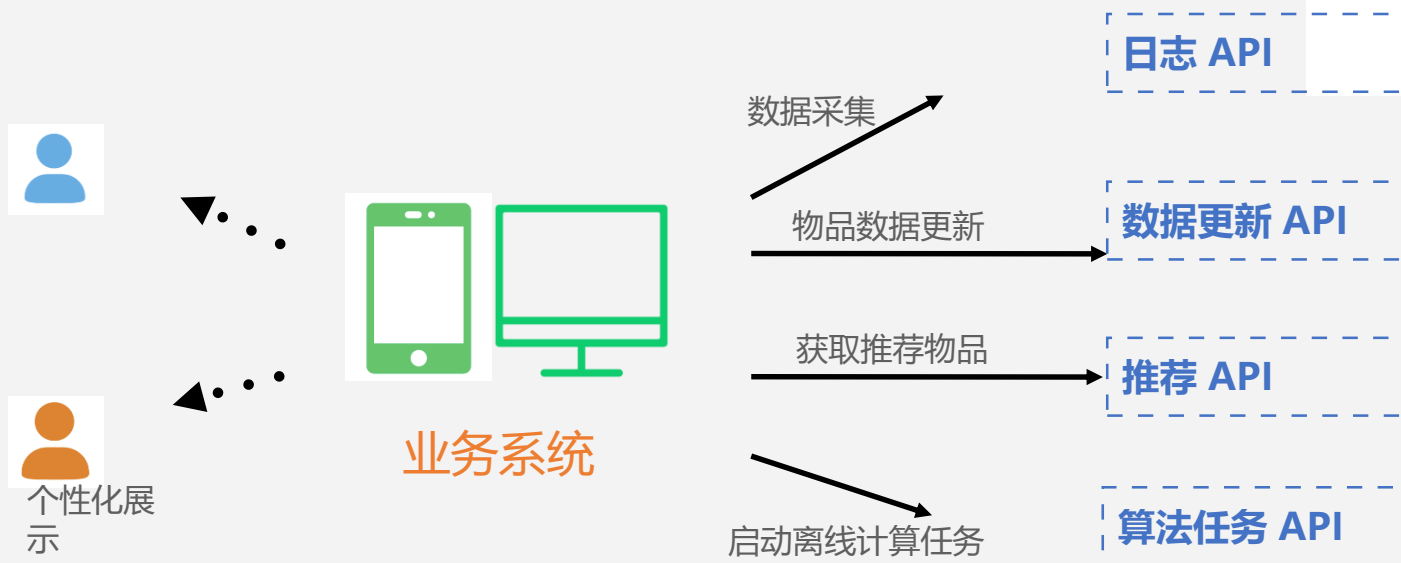 日志 API
数据采集
物品数据更新
数据更新 API
获取推荐物品
推荐 API
业务系统
个性化展
示
启动离线计算任务
算法任务 API